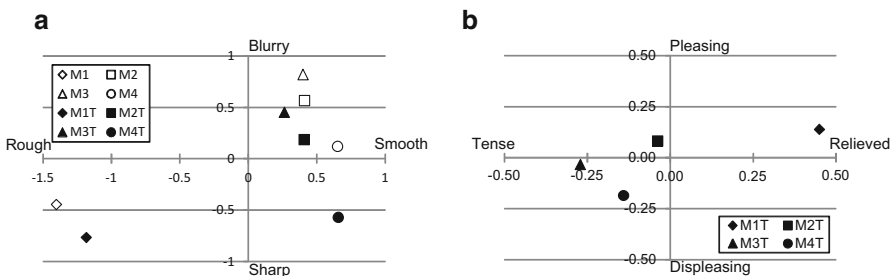 a
Blurry
1
M1 M2
M3 M4
M1T M2T
M3T M4T
0.5
Rough
Smooth
0
-1.5 -1 -0.5 0 0.5 1
-0.5
-1
Sharp
b
0.50
Pleasing
0.25
Tense
Relieved
0.00
-0.50 -0.25 0.00 0.25 0.50
-0.25
M1T M2T
M3T M4T
-0.50
Displeasing